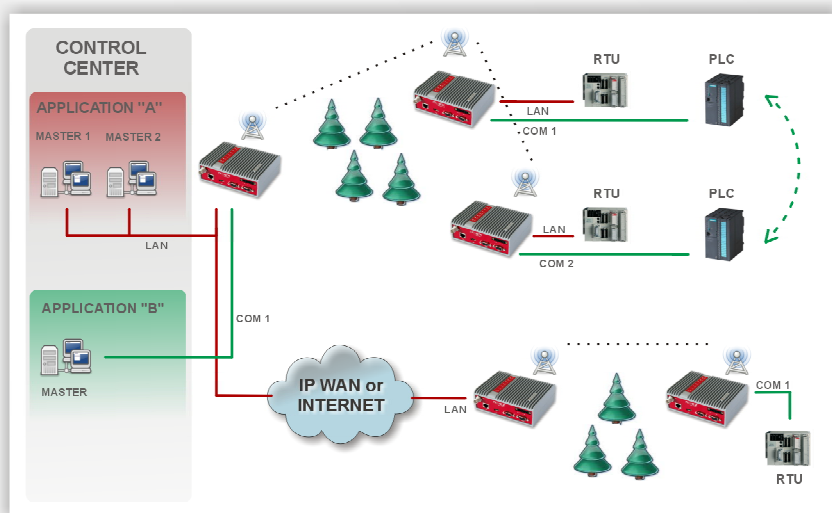 CONTROL
CENTER
APPLICATION "A"
MASTER 1 MASTER 2
LAN
APPLICATION "B"
MASTER
COM 1
IP WAN or
INTERNET
LAN
RTU
PLC
LAN
COM 1
RTU
PLC
LAN
COM 2
COM 1
RTU